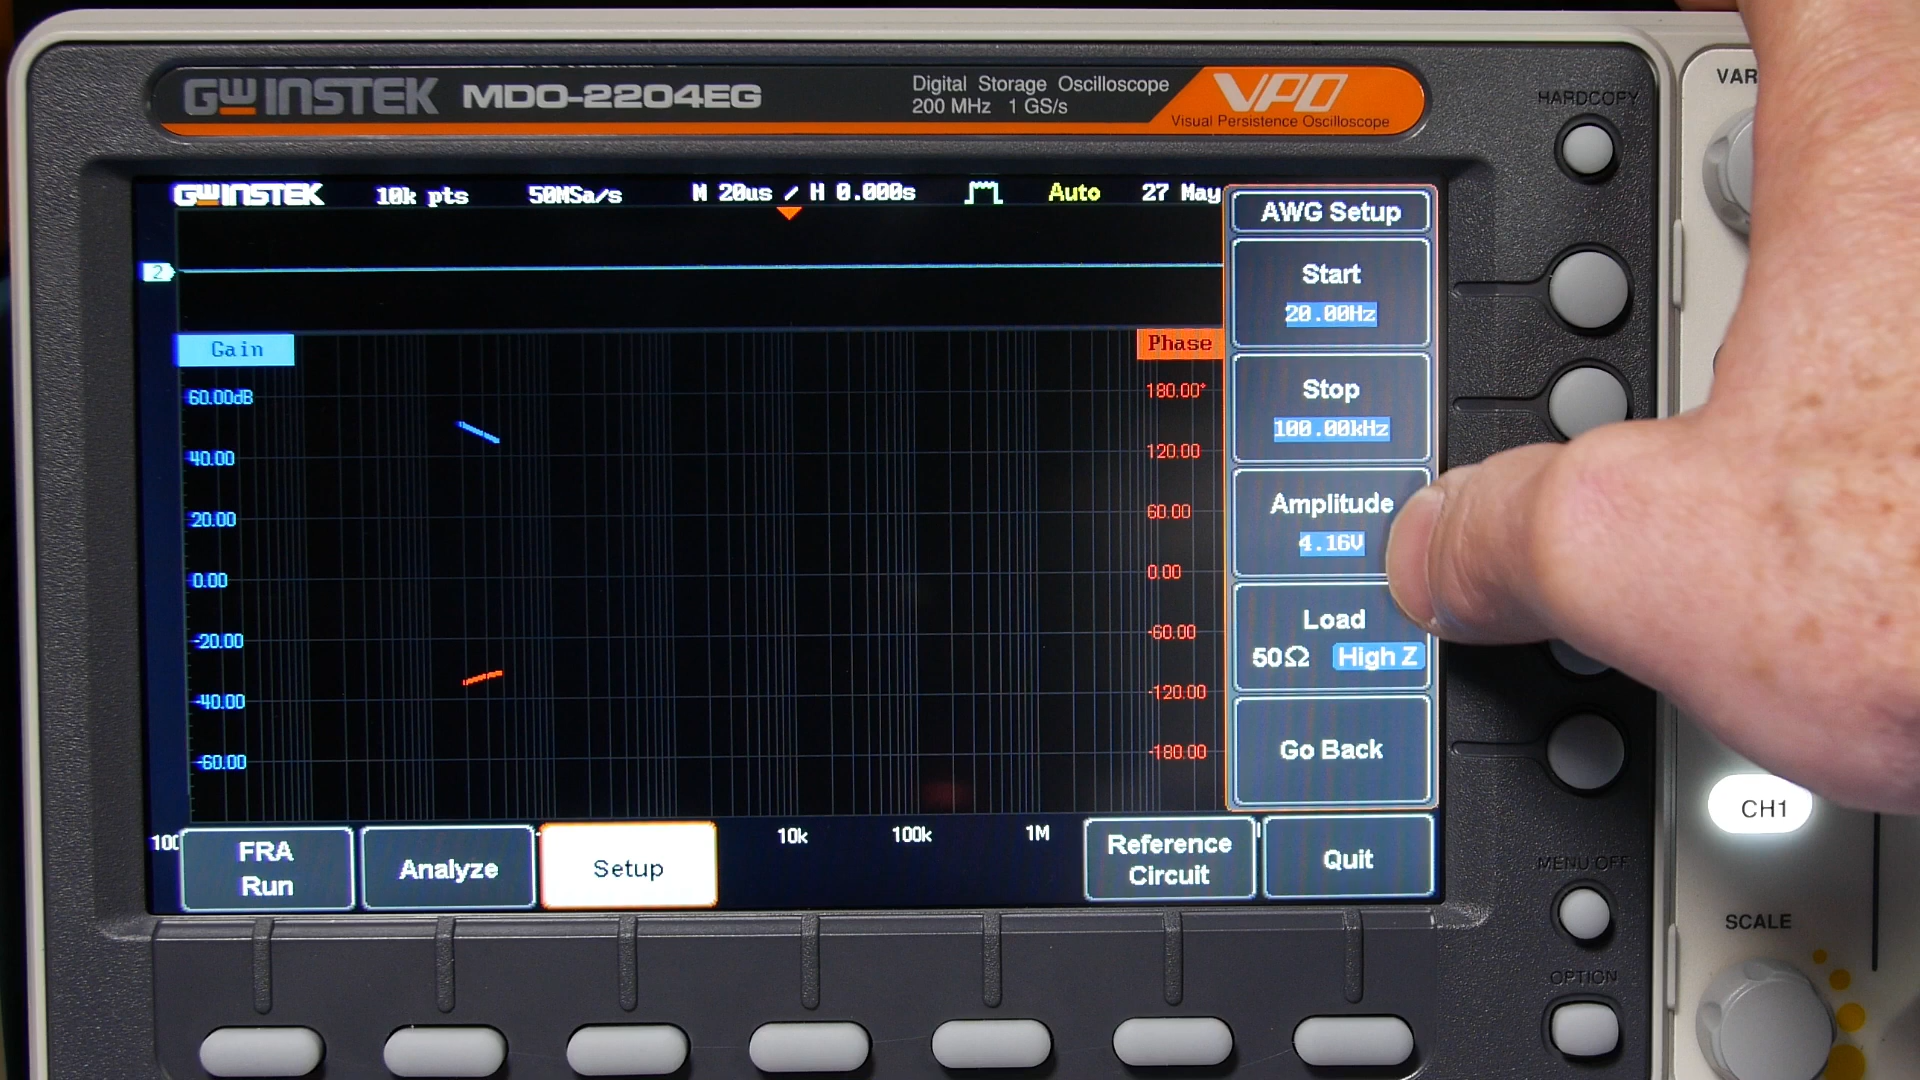 GWINSTEK MDO-2204EG
Digital Storage Oscilloscope
200 MHz 1 GS/s
VPO
Visual Persistence Oscilloscope
HARDCOPY
VAR
GWINSTEK 10k pts 50MSa/s M 20us H 0.000s Auto 27 May
2
AWG Setup
Start
20.00Hz
Stop
100.00kHz
Amplitude
4.16V
Load
50Ω High Z
Go Back
Gain Phase
60.00dB 180.00°
40.00 120.00
20.00 60.00
0.00 0.00
-20.00 -60.00
-40.00 -120.00
-60.00 -180.00
100 10k 100k 1M
FRA
Run
Analyze
Setup
Reference
Circuit
Quit
CH1
MENU OFF
SCALE
OPTION